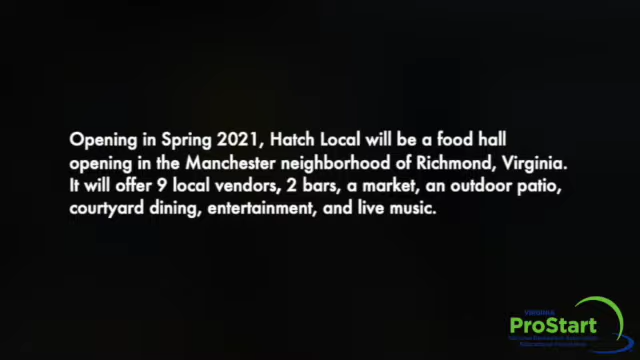 Opening in Spring 2021, Hatch Local will be a food hall
opening in the Manchester neighborhood of Richmond, Virginia.
It will offer 9 local vendors, 2 bars, a market, an outdoor patio,
courtyard dining, entertainment, and live music.
VIRGINIA
ProStart